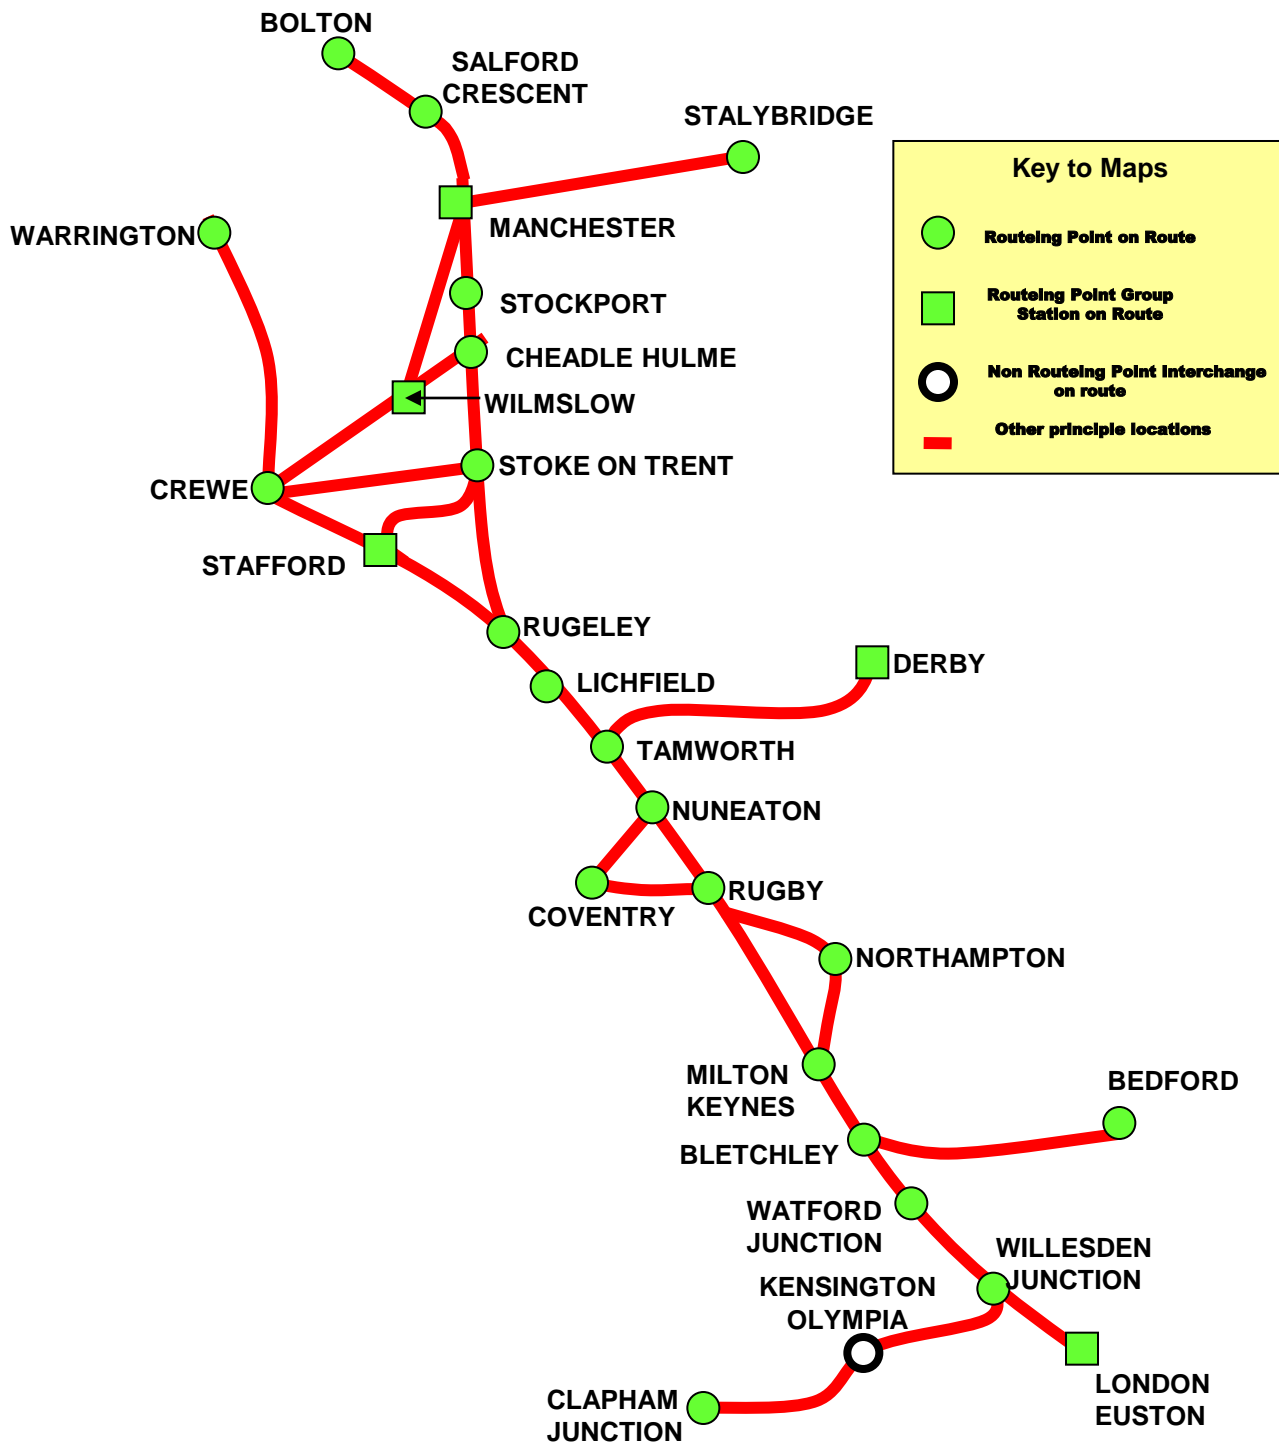 BOLTON
SALFORD
CRESCENT
STALYBRIDGE
Key to Maps
Routeing Point on Route
Routeing Point Group
Station on Route
Non Routeing Point Interchange
on route
Other principle locations
WARRINGTON
MANCHESTER
STOCKPORT
CHEADLE HULME
WILMSLOW
STOKE ON TRENT
CREWE
STAFFORD
RUGELEY
DERBY
LICHFIELD
TAMWORTH
NUNEATON
RUGBY
COVENTRY
NORTHAMPTON
MILTON
KEYNES
BEDFORD
BLETCHLEY
WATFORD
JUNCTION
WILLESDEN
JUNCTION
KENSINGTON
OLYMPIA
LONDON
EUSTON
CLAPHAM
JUNCTION